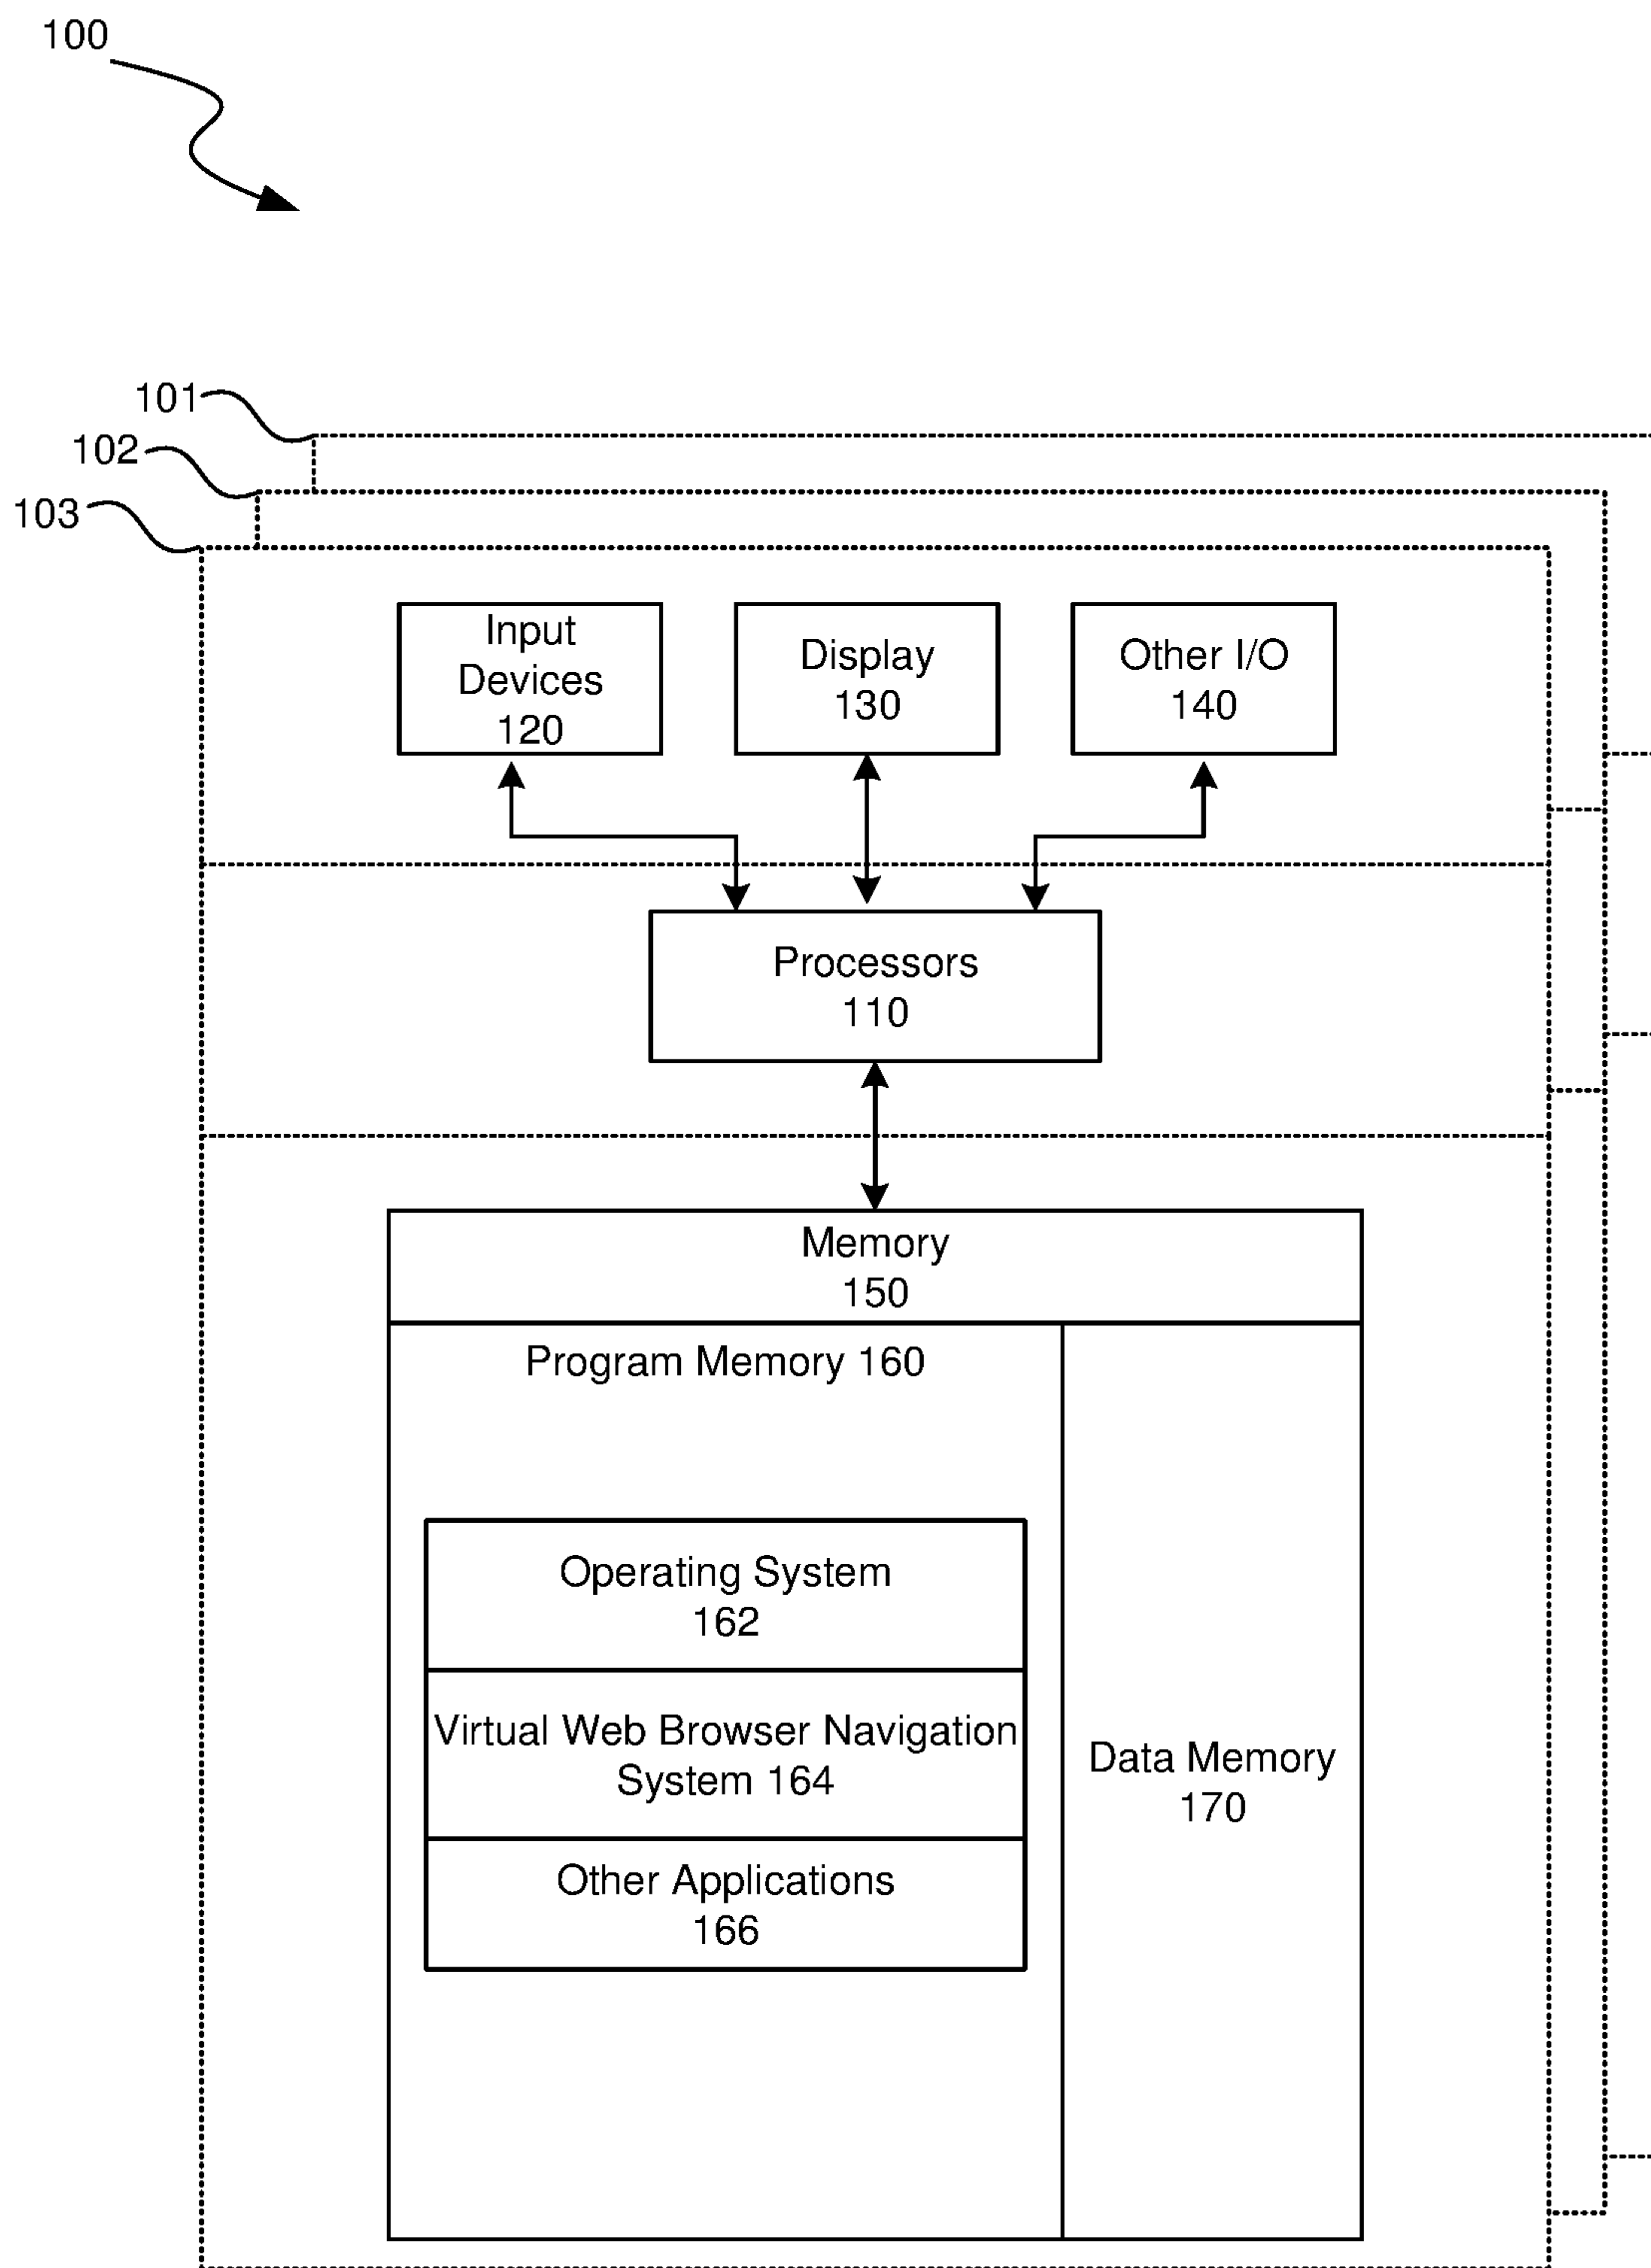 100
101
102
103
Input
Devices
120
Display
130
Other I/O
140
Processors
110
Memory
150
Program Memory 160
Operating System
162
Virtual Web Browser Navigation
System 164
Other Applications
166
Data Memory
170